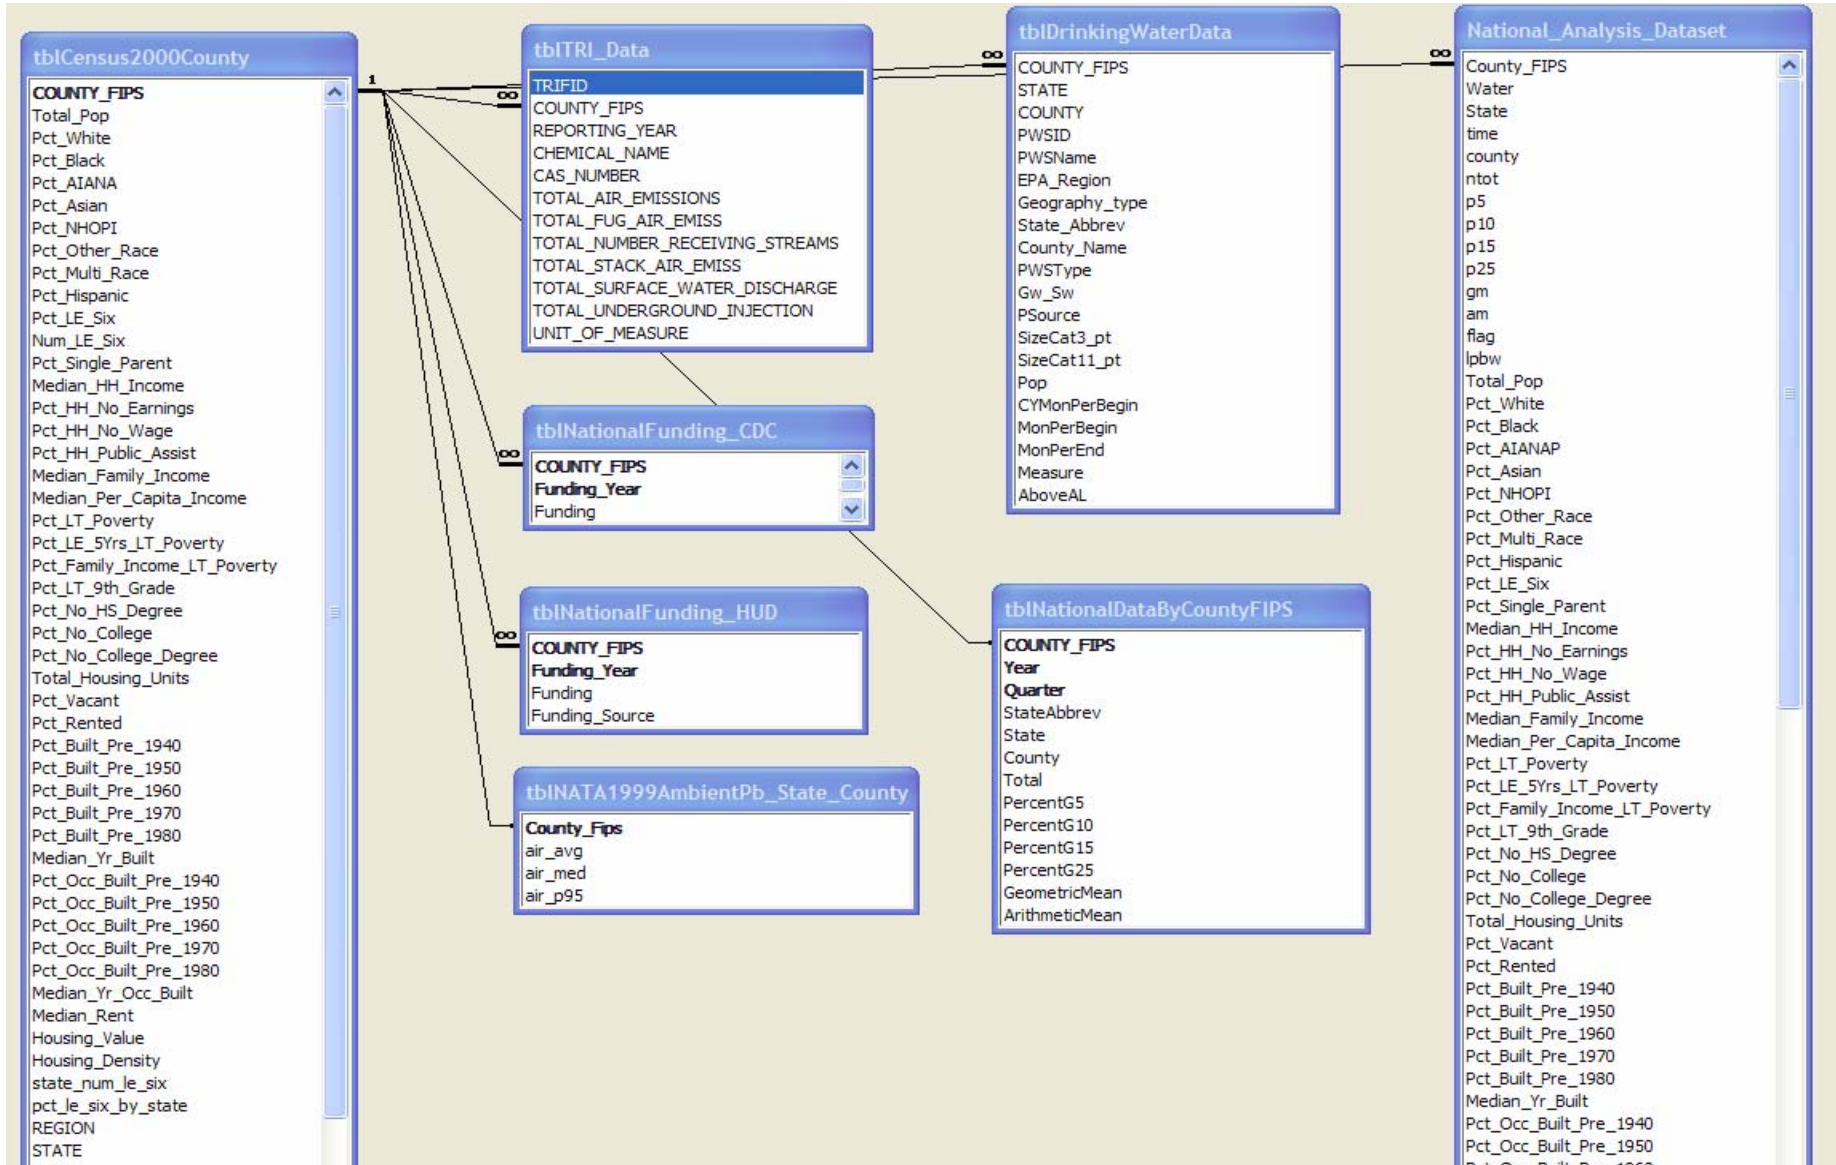 tblCensus2000County
COUNTY_FIPS
Total_Pop
Pct_White
Pct_Black
Pct_AIANA
Pct_Asian
Pct_NHOPI
Pct_Other_Race
Pct_Multi_Race
Pct_Hispanic
Pct_LE_Six
Num_LE_Six
Pct_Single_Parent
Median_HH_Income
Pct_HH_No_Earnings
Pct_HH_No_Wage
Pct_HH_Public_Assist
Median_Family_Income
Median_Per_Capita_Income
Pct_LT_Poverty
Pct_LE_5Yrs_LT_Poverty
Pct_Family_Income_LT_Poverty
Pct_LT_9th_Grade
Pct_No_HS_Degree
Pct_No_College
Pct_No_College_Degree
Total_Housing_Units
Pct_Vacant
Pct_Rented
Pct_Built_Pre_1940
Pct_Built_Pre_1950
Pct_Built_Pre_1960
Pct_Built_Pre_1970
Pct_Built_Pre_1980
Median_Yr_Built
Pct_Occ_Built_Pre_1940
Pct_Occ_Built_Pre_1950
Pct_Occ_Built_Pre_1960
Pct_Occ_Built_Pre_1970
Pct_Occ_Built_Pre_1980
Median_Yr_Occ_Built
Median_Rent
Housing_Value
Housing_Density
state_num_le_six
pct_le_six_by_state
REGION
STATE
1
∞
tblTRI_Data
TRIFID
COUNTY_FIPS
REPORTING_YEAR
CHEMICAL_NAME
CAS_NUMBER
TOTAL_AIR_EMISSIONS
TOTAL_FUG_AIR_EMISS
TOTAL_NUMBER_RECEIVING_STREAMS
TOTAL_STACK_AIR_EMISS
TOTAL_SURFACE_WATER_DISCHARGE
TOTAL_UNDERGROUND_INJECTION
UNIT_OF_MEASURE
∞
tblNationalFunding_CDC
COUNTY_FIPS
Funding_Year
Funding
∞
tblNationalFunding_HUD
COUNTY_FIPS
Funding_Year
Funding
Funding_Source
tblNATA1999AmbientPb_State_County
County_Fips
air_avg
air_med
air_p95
∞
tblDrinkingWaterData
COUNTY_FIPS
STATE
COUNTY
PWSID
PWSName
EPA_Region
Geography_type
State_Abbrev
County_Name
PWSType
Gw_Sw
PSource
SizeCat3_pt
SizeCat11_pt
Pop
CYMonPerBegin
MonPerBegin
MonPerEnd
Measure
AboveAL
tblNationalDataByCountyFIPS
COUNTY_FIPS
Year
Quarter
StateAbbrev
State
County
Total
PercentG5
PercentG10
PercentG15
PercentG25
GeometricMean
ArithmeticMean
∞
National_Analysis_Dataset
County_FIPS
Water
State
time
county
ntot
p5
p10
p15
p25
gm
am
flag
lpbw
Total_Pop
Pct_White
Pct_Black
Pct_AIANAP
Pct_Asian
Pct_NHOPI
Pct_Other_Race
Pct_Multi_Race
Pct_Hispanic
Pct_LE_Six
Pct_Single_Parent
Median_HH_Income
Pct_HH_No_Earnings
Pct_HH_No_Wage
Pct_HH_Public_Assist
Median_Family_Income
Median_Per_Capita_Income
Pct_LT_Poverty
Pct_LE_5Yrs_LT_Poverty
Pct_Family_Income_LT_Poverty
Pct_LT_9th_Grade
Pct_No_HS_Degree
Pct_No_College
Pct_No_College_Degree
Total_Housing_Units
Pct_Vacant
Pct_Rented
Pct_Built_Pre_1940
Pct_Built_Pre_1950
Pct_Built_Pre_1960
Pct_Built_Pre_1970
Pct_Built_Pre_1980
Median_Yr_Built
Pct_Occ_Built_Pre_1940
Pct_Occ_Built_Pre_1950